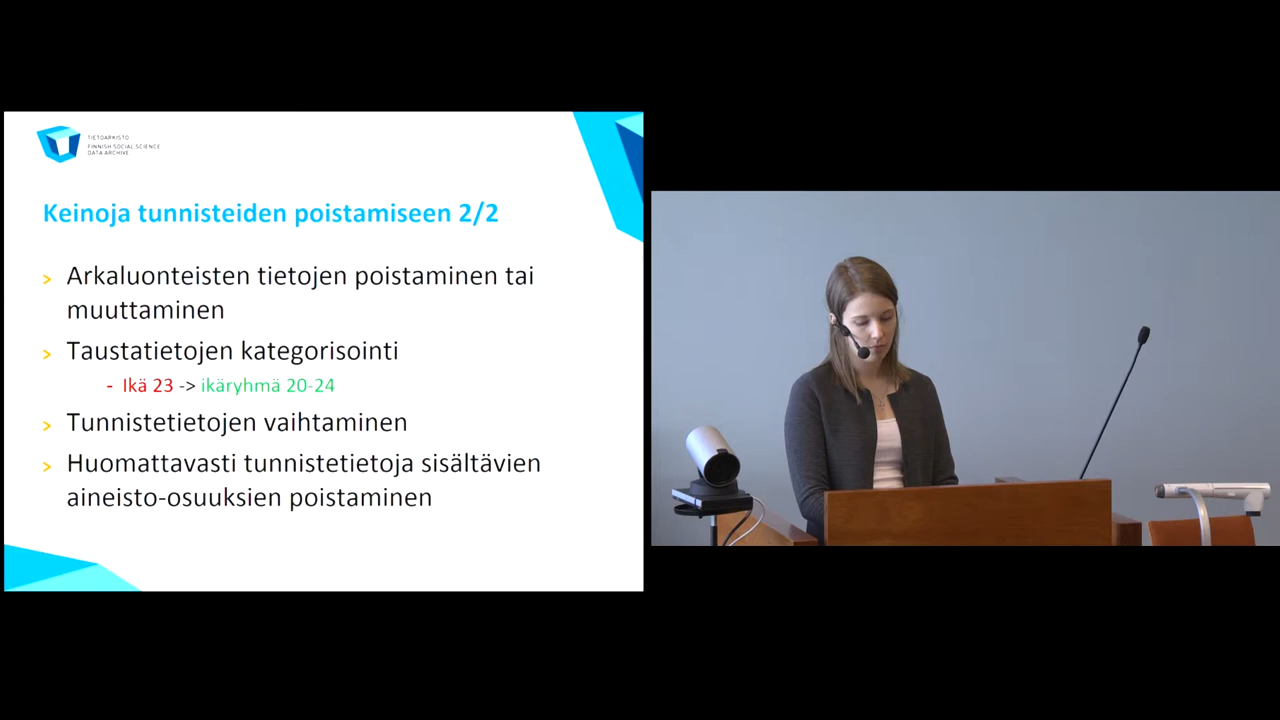 TIETOARKISTO
FINNISH SOCIAL SCIENCE
DATA ARCHIVE
Keinoja tunnisteiden poistamiseen 2/2
> Arkaluonteisten tietojen poistaminen tai
muuttaminen
> Taustatietojen kategorisointi
- Ikä 23 -> ikäryhmä 20-24
> Tunnistetietojen vaihtaminen
> Huomattavasti tunnistetietoja sisältävien
aineisto-osuuksien poistaminen